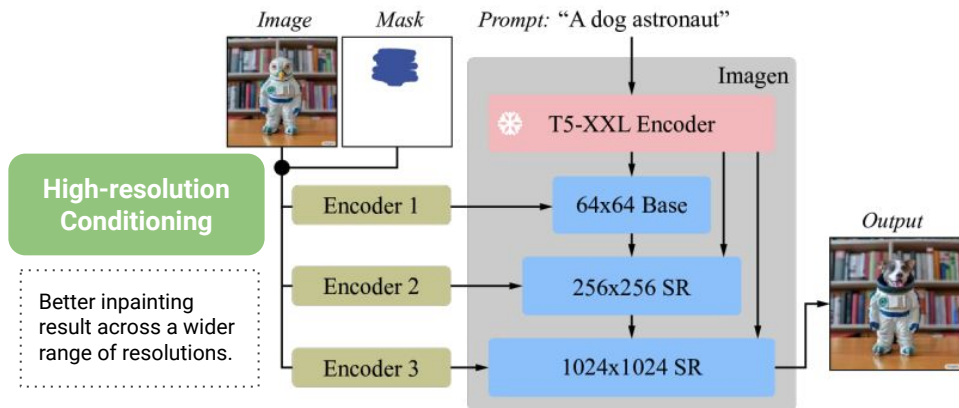 Image
Mask
Prompt: “A dog astronaut”
Imagen
T5-XXL Encoder
High-resolution
Conditioning
Encoder 1
64x64 Base
Output
Encoder 2
256x256 SR
Better inpainting
result across a wider
range of resolutions.
Encoder 3
1024x1024 SR